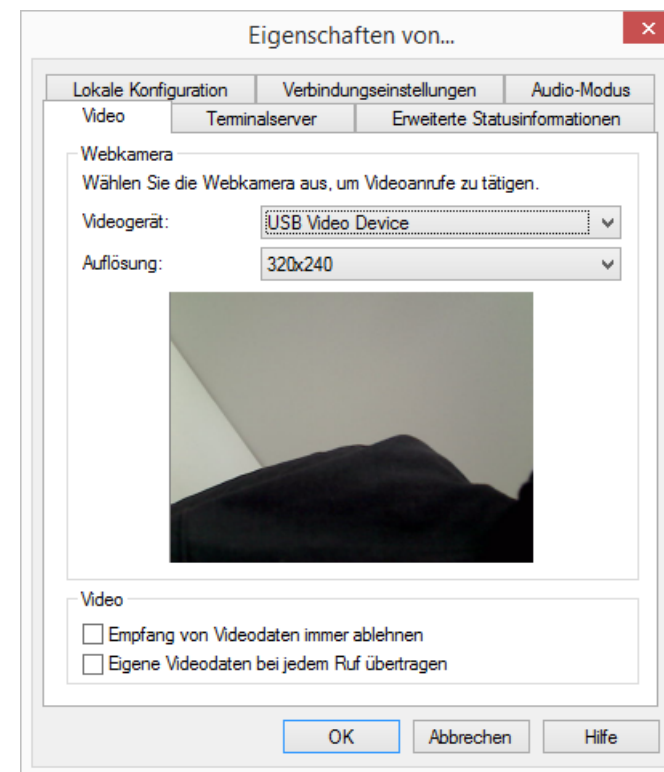 Eigenschaften von...
Lokale Konfiguration Verbindungseinstellungen Audio-Modus
Video Terminalserver Erweiterte Statusinformationen
Webkamera
Wählen Sie die Webkamera aus, um Videoanrufe zu tätigen.
Videogerät: USB Video Device
Auflösung: 320x240
Video
Empfang von Videodaten immer ablehnen
Eigene Videodaten bei jedem Ruf übertragen
OK Abbrechen Hilfe